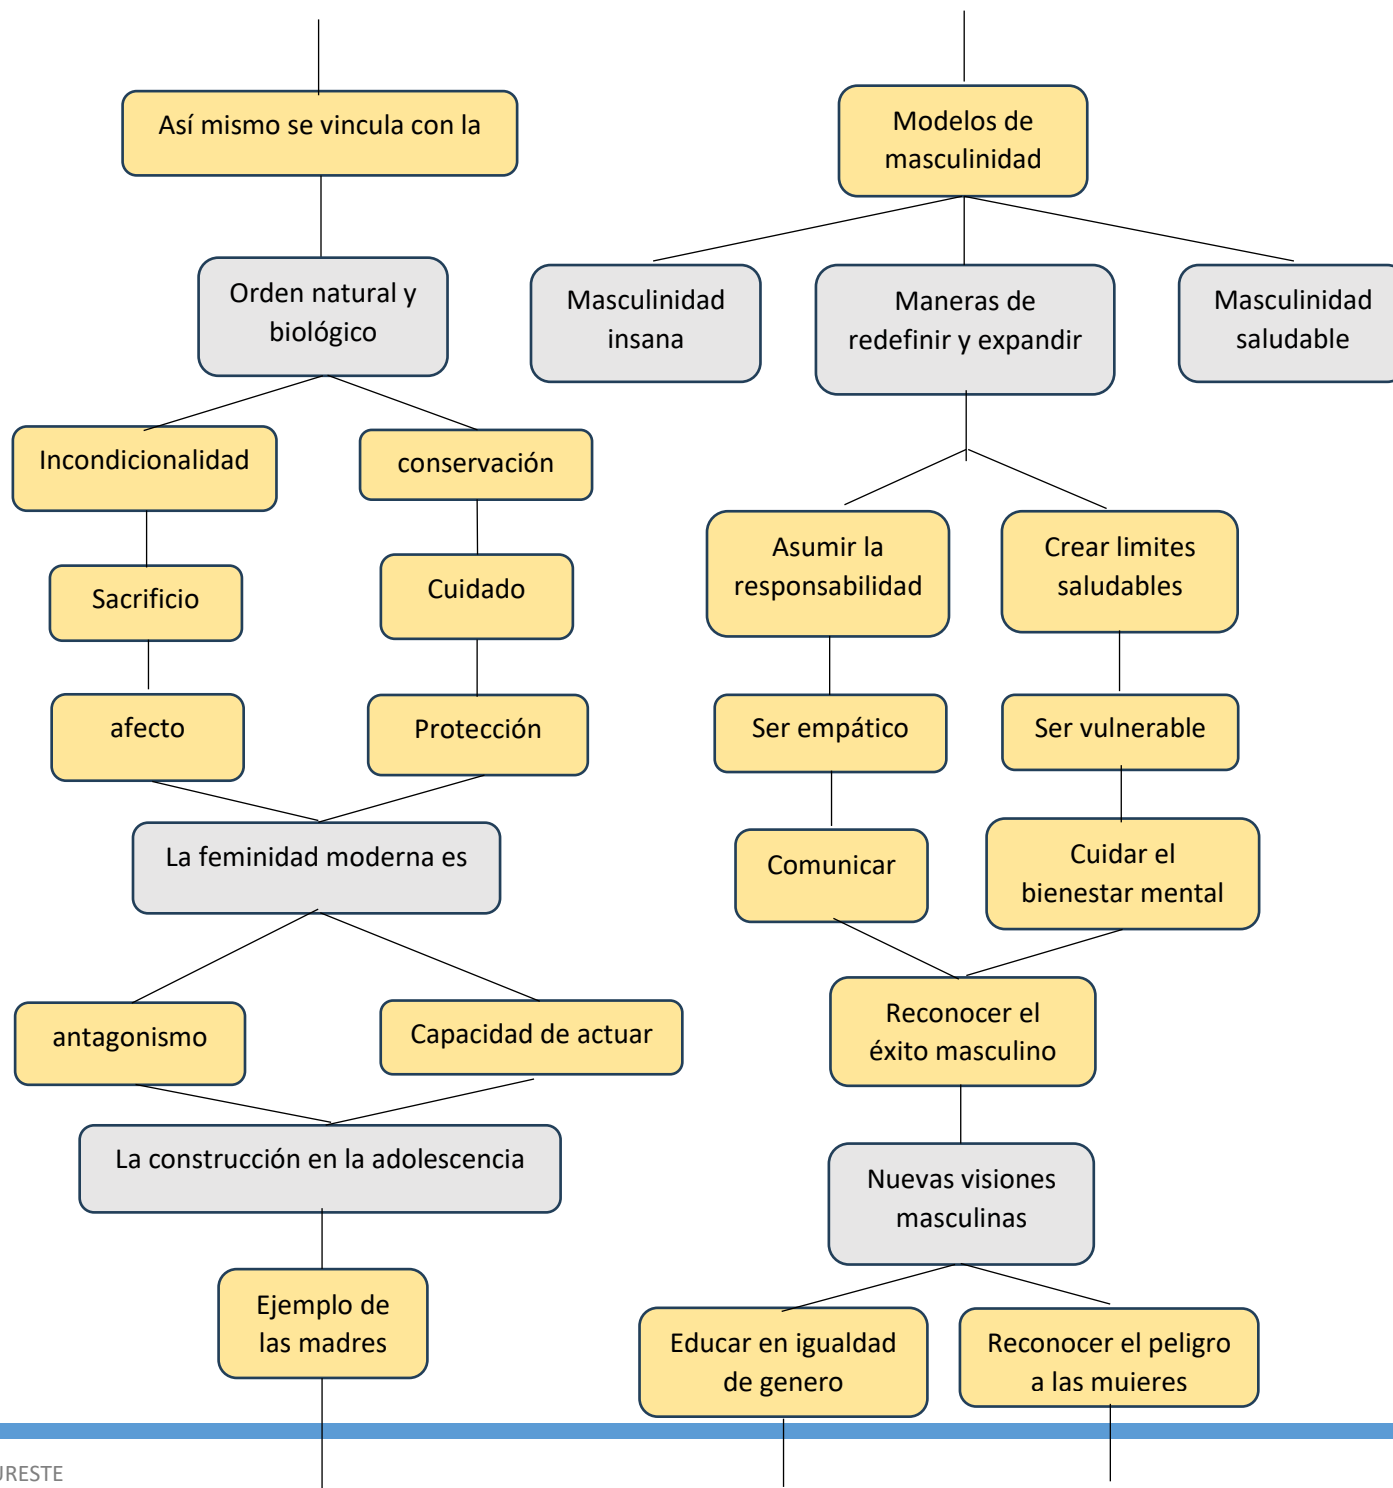 Así mismo se vincula con la
Orden natural y
biológico
Incondicionalidad
conservación
Sacrificio
Cuidado
afecto
Protección
La feminidad moderna es
antagonismo
Capacidad de actuar
La construcción en la adolescencia
Ejemplo de
las madres
Modelos de
masculinidad
Masculinidad
insana
Maneras de
redefinir y expandir
Masculinidad
saludable
Asumir la
responsabilidad
Crear limites
saludables
Ser empático
Ser vulnerable
Comunicar
Cuidar el
bienestar mental
Reconocer el
éxito masculino
Nuevas visiones
masculinas
Educar en igualdad
de genero
Reconocer el peligro
a las mujeres
URESTE